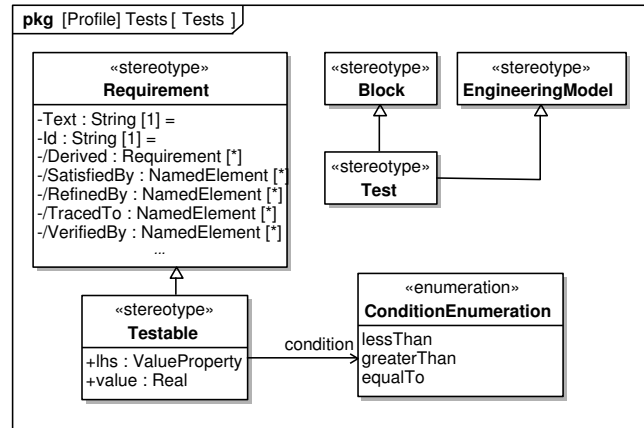 pkg [Profile] Tests [ Tests ]
«stereotype»
Requirement
-Text : String [1] =
-Id : String [1] =
-/Derived : Requirement [*]
-/SatisfiedBy : NamedElement [*]
-/RefinedBy : NamedElement [*]
-/TracedTo : NamedElement [*]
-/VerifiedBy : NamedElement [*]
...
«stereotype»
Block
«stereotype»
EngineeringModel
«stereotype»
Test
«stereotype»
Testable
+lhs : ValueProperty
+value : Real
condition
«enumeration»
ConditionEnumeration
lessThan
greaterThan
equalTo